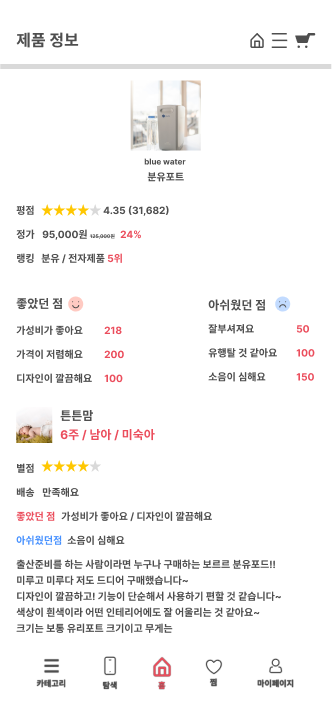 제품 정보
blue water
분유포트
평점 ★★★★★ 4.35 (31,682)
정가 95,000원 125,000원 24%
랭킹 분유 / 전자제품 5위
좋았던 점
가성비가 좋아요 218
가격이 저렴해요 200
디자인이 깔끔해요 100
아쉬웠던 점
잘부셔져요 50
유행탈 것 같아요 100
소음이 심해요 150
튼튼맘
6주 / 남아 / 미숙아
별점 ★★★★★
배송 만족해요
좋았던 점 가성비가 좋아요 / 디자인이 깔끔해요
아쉬웠던점 소음이 심해요
출산준비를 하는 사람이라면 누구나 구매하는 보르르 분유포드!!
미루고 미루다 저도 드디어 구매했습니다~
디자인이 깔끔하고! 기능이 단순해서 사용하기 편할 것 같습니다~
색상이 흰색이라 어떤 인테리어에도 잘 어울리는 것 같아요~
크기는 보통 유리포트 크기이고 무게는
카테고리
탐색
홈
찜
마이페이지